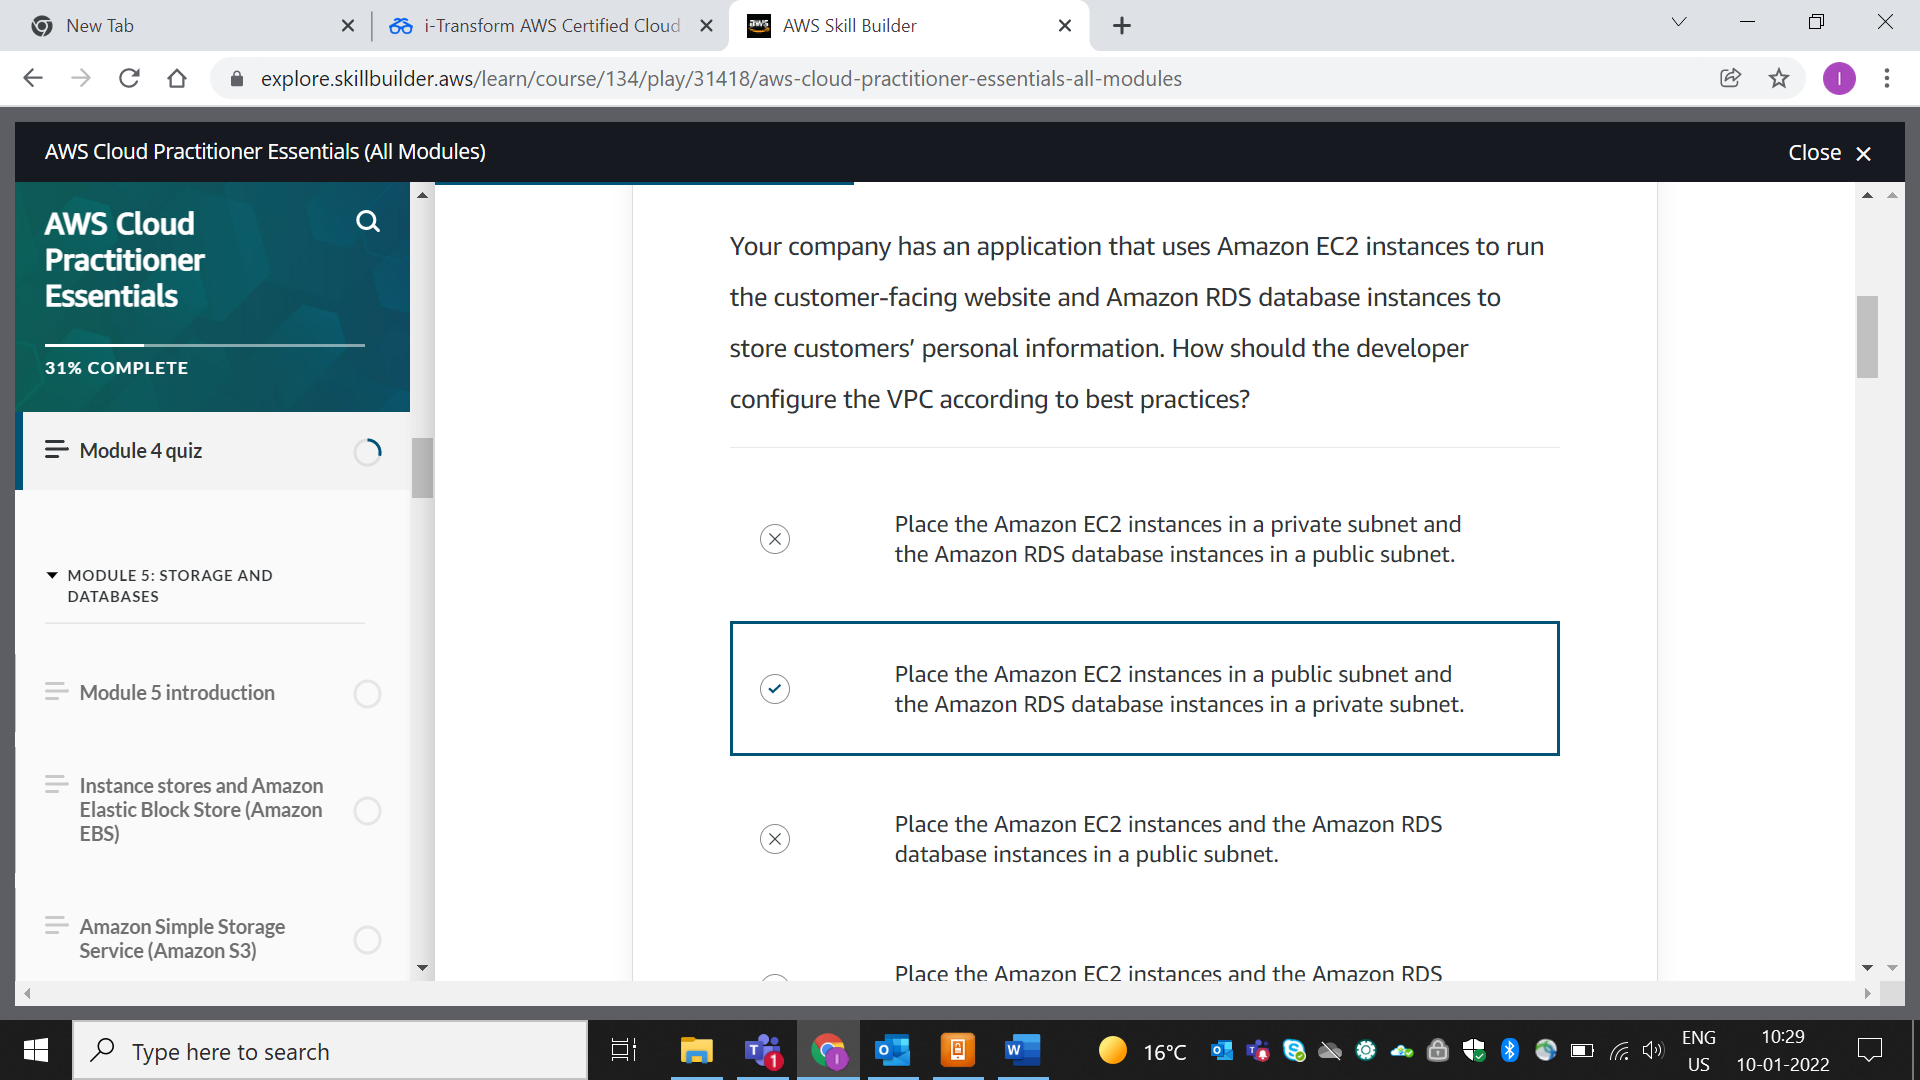 New Tab
i-Transform AWS Certified Cloud
aws
AWS Skill Builder
explore.skillbuilder.aws/learn/course/134/play/31418/aws-cloud-practitioner-essentials-all-modules
I
AWS Cloud Practitioner Essentials (All Modules)
Close
AWS Cloud
Practitioner
Essentials
31% COMPLETE
Module 4 quiz
MODULE 5: STORAGE AND
DATABASES
Module 5 introduction
Instance stores and Amazon
Elastic Block Store (Amazon
EBS)
Amazon Simple Storage
Service (Amazon S3)
Your company has an application that uses Amazon EC2 instances to run
the customer-facing website and Amazon RDS database instances to
store customers’ personal information. How should the developer
configure the VPC according to best practices?
Place the Amazon EC2 instances in a private subnet and
the Amazon RDS database instances in a public subnet.
Place the Amazon EC2 instances in a public subnet and
the Amazon RDS database instances in a private subnet.
Place the Amazon EC2 instances and the Amazon RDS
database instances in a public subnet.
Place the Amazon EC2 instances and the Amazon RDS
Type here to search
T
1
I
O
W
16°C
ENG
US
10:29
10-01-2022